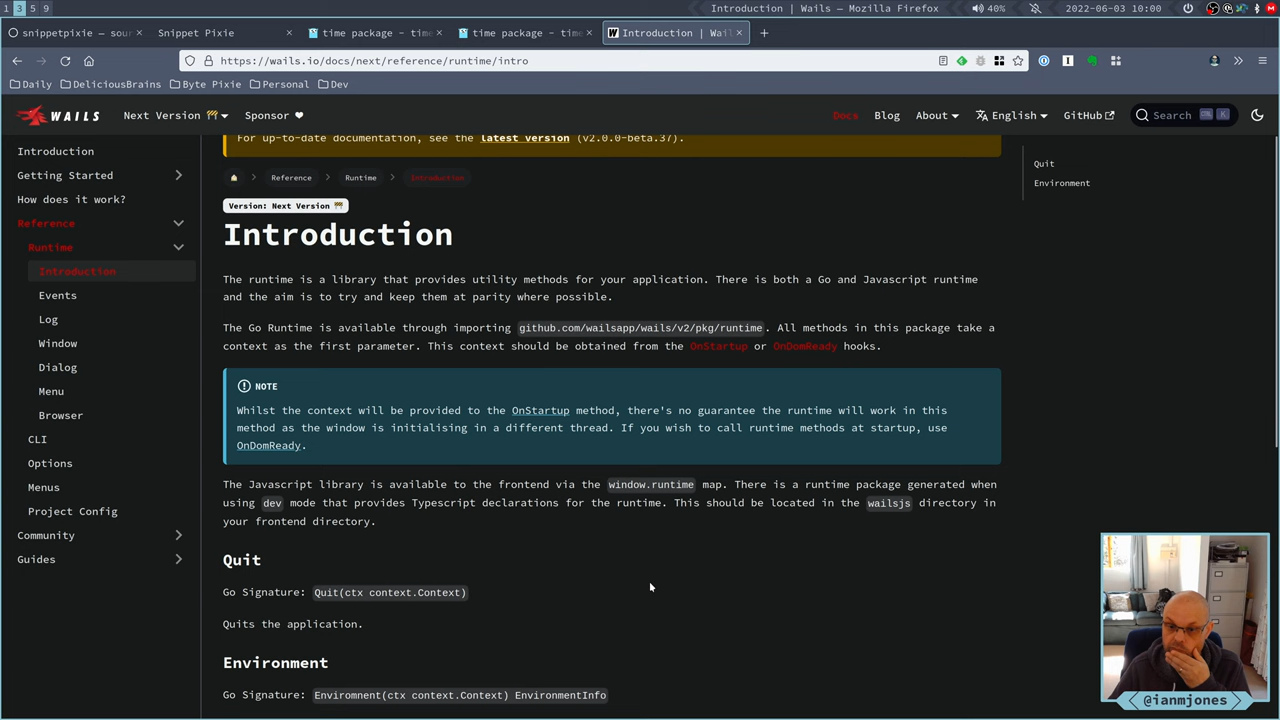 1 3 5 9
Introduction | Wails — Mozilla Firefox
40%
2022-06-03 10:00
snippetpixie — sour
Snippet Pixie
time package - time
time package - time
Introduction | Wails
https://wails.io/docs/next/reference/runtime/intro
Daily
DeliciousBrains
Byte Pixie
Personal
Dev
WAILS
Next Version 🚧
Sponsor ♥
Docs
Blog
About
English
GitHub
Search
Introduction
Getting Started
How does it work?
Reference
Runtime
Introduction
Events
Log
Window
Dialog
Menu
Browser
CLI
Options
Menus
Project Config
Community
Guides
For up-to-date documentation, see the latest version (v2.0.0-beta.37).
Reference > Runtime > Introduction
Version: Next Version 🚧
Introduction
The runtime is a library that provides utility methods for your application. There is both a Go and Javascript runtime
and the aim is to try and keep them at parity where possible.
The Go Runtime is available through importing github.com/wailsapp/wails/v2/pkg/runtime. All methods in this package take a
context as the first parameter. This context should be obtained from the OnStartup or OnDomReady hooks.
NOTE
Whilst the context will be provided to the OnStartup method, there's no guarantee the runtime will work in this
method as the window is initialising in a different thread. If you wish to call runtime methods at startup, use
OnDomReady.
The Javascript library is available to the frontend via the window.runtime map. There is a runtime package generated when
using dev mode that provides Typescript declarations for the runtime. This should be located in the wailsjs directory in
your frontend directory.
Quit
Go Signature: Quit(ctx context.Context)
Quits the application.
Environment
Go Signature: Enviromnent(ctx context.Context) EnvironmentInfo
Quit
Environment
@ianmjones